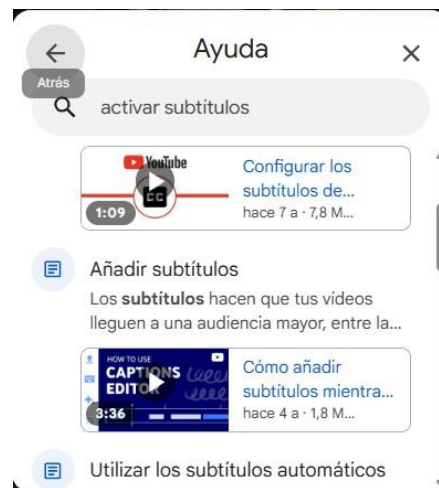 Ayuda
Atrás
activar subtítulos
YouTube
CC
1:09
Configurar los
subtítulos de...
hace 7 a · 7,8 M...
Añadir subtítulos
Los subtítulos hacen que tus vídeos
lleguen a una audiencia mayor, entre la...
HOW TO USE
CAPTIONS
EDITOR
3:36
Cómo añadir
subtítulos mientra...
hace 4 a · 1,8 M...
Utilizar los subtítulos automáticos